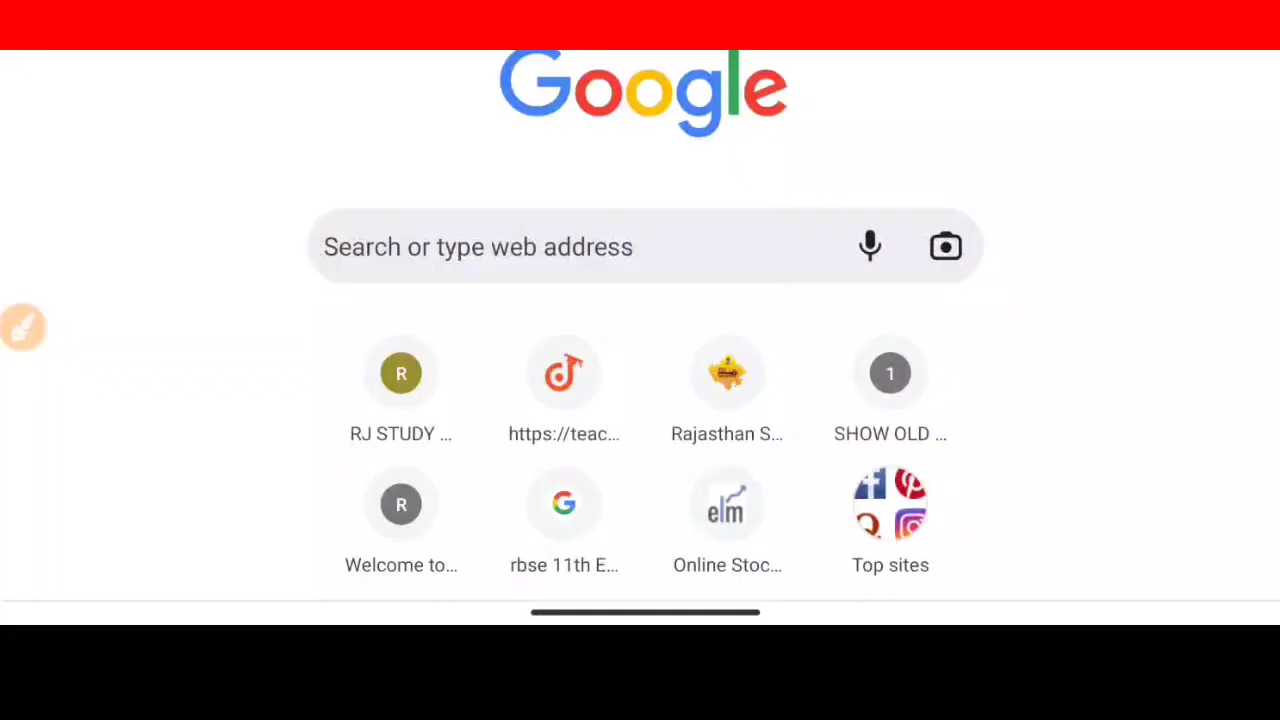 Google
Search or type web address
R
1
RJ STUDY ...
https://teac...
Rajasthan S...
SHOW OLD ...
R
G
elm
Welcome to...
rbse 11th E...
Online Stoc...
Top sites